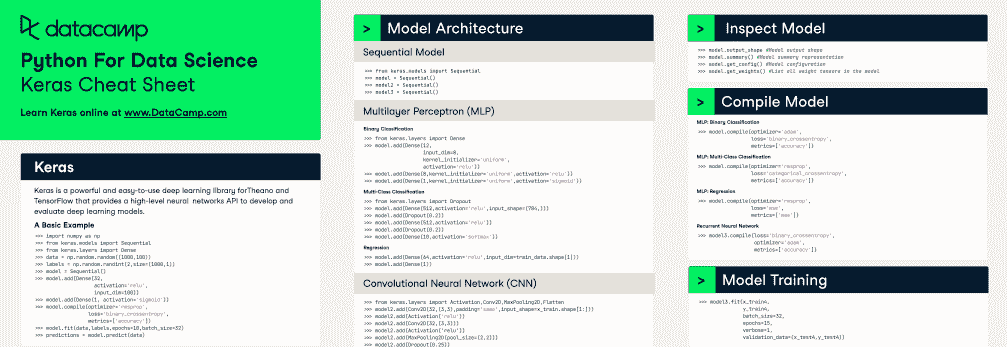 datacamp
Python For Data Science
Keras Cheat Sheet
Learn Keras online at www.DataCamp.com
Keras
Keras is a powerful and easy-to-use deep learning library forTheano and
TensorFlow that provides a high-level neural networks API to develop and
evaluate deep learning models.
A Basic Example
>>> import numpy as np
>>> from keras.models import Sequential
>>> from keras.layers import Dense
>>> data = np.random.random((1000,100))
>>> labels = np.random.randint(2,size=(1000,1))
>>> model = Sequential()
>>> model.add(Dense(32,
activation='relu',
input_dim=100))
>>> model.add(Dense(1, activation='sigmoid'))
>>> model.compile(optimizer='rmsprop',
loss='binary_crossentropy',
metrics=['accuracy'])
>>> model.fit(data,labels,epochs=10,batch_size=32)
>>> predictions = model.predict(data)
> Model Architecture
Sequential Model
>>> from keras.models import Sequential
>>> model = Sequential()
>>> model2 = Sequential()
>>> model3 = Sequential()
Multilayer Perceptron (MLP)
Binary Classification
>>> from keras.layers import Dense
>>> model.add(Dense(12,
input_dim=8,
kernel_initializer='uniform',
activation='relu'))
>>> model.add(Dense(8,kernel_initializer='uniform',activation='relu'))
>>> model.add(Dense(1,kernel_initializer='uniform',activation='sigmoid'))
Multi-Class Classification
>>> from keras.layers import Dropout
>>> model.add(Dense(512,activation='relu',input_shape=(784,)))
>>> model.add(Dropout(0.2))
>>> model.add(Dense(512,activation='relu'))
>>> model.add(Dropout(0.2))
>>> model.add(Dense(10,activation='softmax'))
Regression
>>> model.add(Dense(64,activation='relu',input_dim=train_data.shape[1]))
>>> model.add(Dense(1))
Convolutional Neural Network (CNN)
>>> from keras.layers import Activation,Conv2D,MaxPooling2D,Flatten
>>> model2.add(Conv2D(32,(3,3),padding='same',input_shape=x_train.shape[1:]))
>>> model2.add(Activation('relu'))
>>> model2.add(Conv2D(32,(3,3)))
>>> model2.add(Activation('relu'))
>>> model2.add(MaxPooling2D(pool_size=(2,2)))
>>> model2.add(Dropout(0.25))
> Inspect Model
>>> model.output_shape #Model output shape
>>> model.summary() #Model summary representation
>>> model.get_config() #Model configuration
>>> model.get_weights() #List all weight tensors in the model
> Compile Model
MLP: Binary Classification
>>> model.compile(optimizer='adam',
loss='binary_crossentropy',
metrics=['accuracy'])
MLP: Multi-Class Classification
>>> model.compile(optimizer='rmsprop',
loss='categorical_crossentropy',
metrics=['accuracy'])
MLP: Regression
>>> model.compile(optimizer='rmsprop',
loss='mse',
metrics=['mae'])
Recurrent Neural Network
>>> model3.compile(loss='binary_crossentropy',
optimizer='adam',
metrics=['accuracy'])
> Model Training
>>> model3.fit(x_train4,
y_train4,
batch_size=32,
epochs=15,
verbose=1,
validation_data=(x_test4,y_test4))